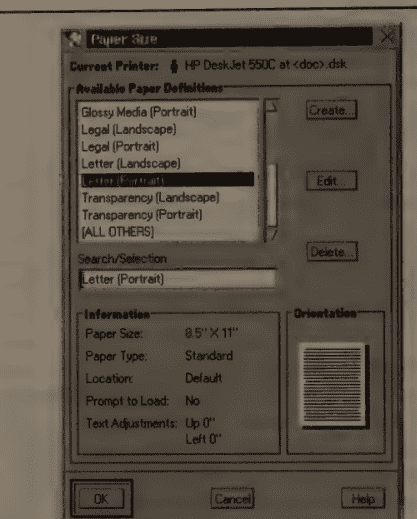 Paper Size
Current Printer: HP DeskJet 550C at <doc>.dsk
Available Paper Definitions
Glossy Media (Portrait)
Legal (Landscape)
Legal (Portrait)
Letter (Landscape)
Letter (Portrait)
Transparency (Landscape)
Transparency (Portrait)
[ALL OTHERS]
Create...
Edit...
Delete...
Search/Selection
Letter (Portrait)
Information
Paper Size: 8.5" X 11"
Paper Type: Standard
Location: Default
Prompt to Load: No
Text Adjustments: Up 0"
Left 0"
Orientation
OK
Cancel
Help